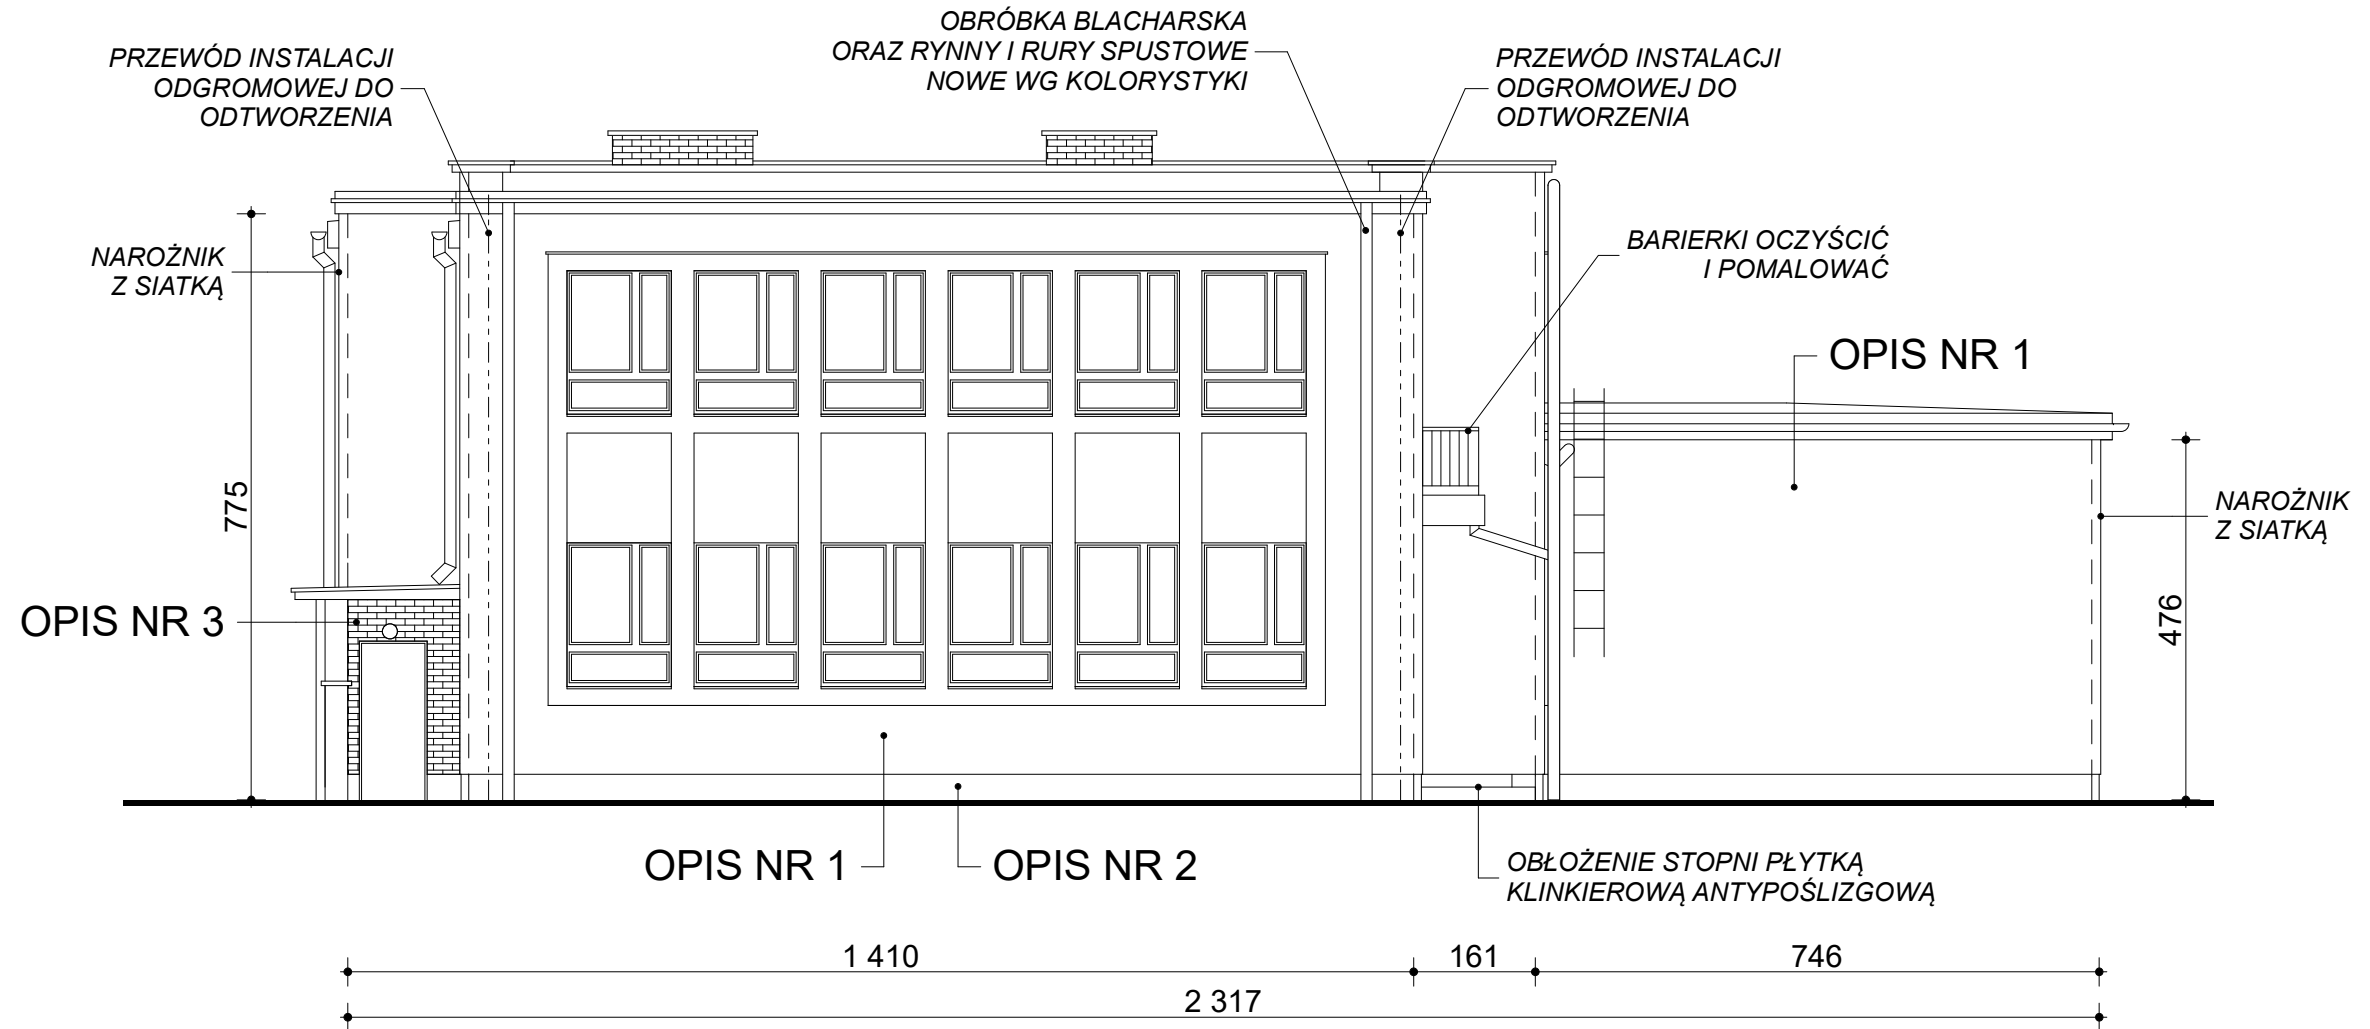 OBRÓBKA BLACHARSKA
ORAZ RYNNY I RURY SPUSTOWE
NOWE WG KOLORYSTYKI
PRZEWÓD INSTALACJI
ODGROMOWEJ DO
ODTWORZENIA
PRZEWÓD INSTALACJI
ODGROMOWEJ DO
ODTWORZENIA
NAROŻNIK
Z SIATKĄ
BARIERKI OCZYŚCIĆ
I POMALOWAĆ
OPIS NR 1
775
NAROŻNIK
Z SIATKĄ
OPIS NR 3
476
OPIS NR 1
OPIS NR 2
OBŁOŻENIE STOPNI PŁYTKĄ
KLINKIEROWĄ ANTYPOŚLIZGOWĄ
1 410
161
746
2 317